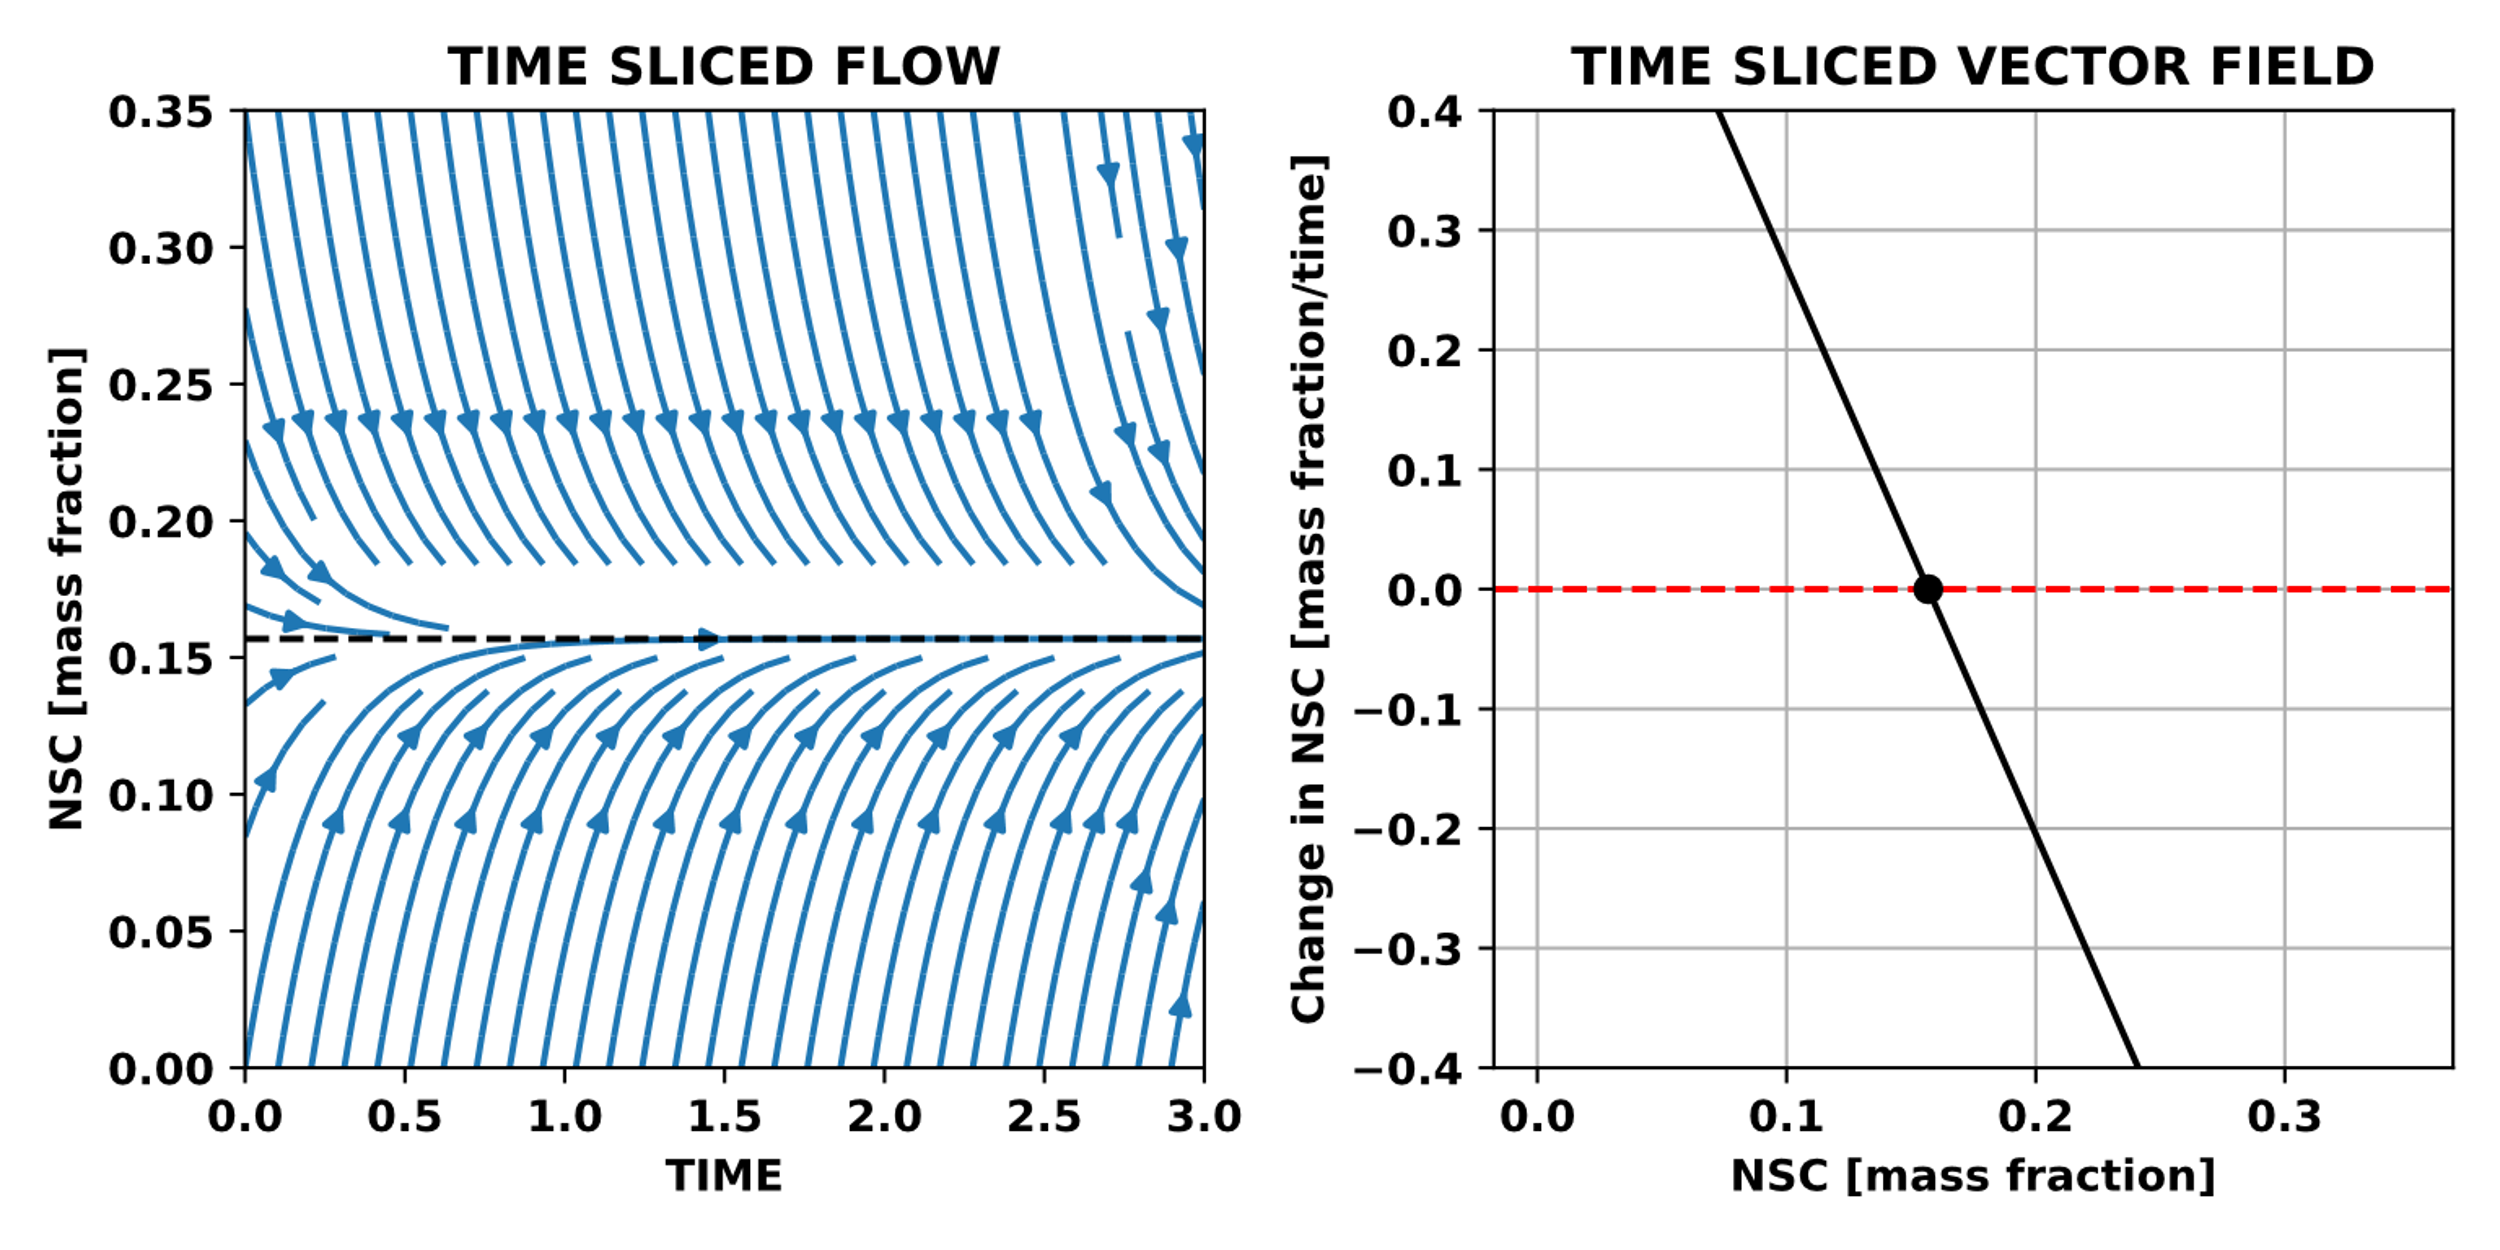 TIME SLICED FLOW
0.35
0.30
0.25
0.20
0.15
0.10
0.05
0.00
NSC [mass fraction]
0.0 0.5 1.0 1.5 2.0 2.5 3.0
TIME
TIME SLICED VECTOR FIELD
0.4
0.3
0.2
0.1
0.0
−0.1
−0.2
−0.3
−0.4
Change in NSC [mass fraction/time]
0.0 0.1 0.2 0.3
NSC [mass fraction]